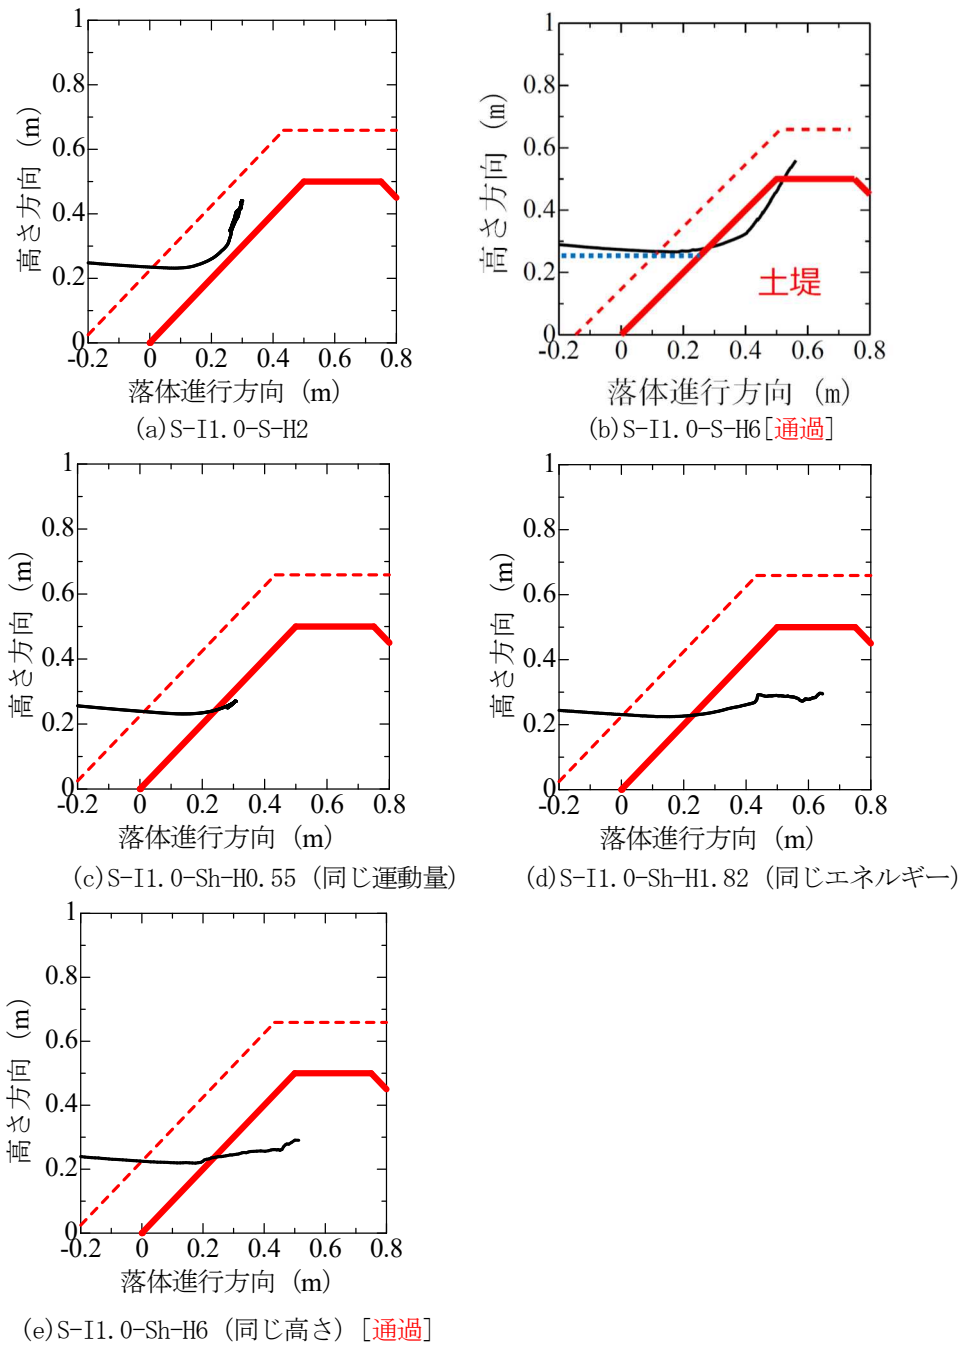 1
0.8
0.6
0.4
0.2
0
-0.2 0 0.2 0.4 0.6 0.8
高さ方向 (m)
落体進行方向 (m)
(a)S-I1.0-S-H2
1
0.8
0.6
0.4
0.2
0
-0.2 0 0.2 0.4 0.6 0.8
高さ方向 (m)
土堤
落体進行方向 (m)
(b)S-I1.0-S-H6[通過]
1
0.8
0.6
0.4
0.2
0
-0.2 0 0.2 0.4 0.6 0.8
高さ方向 (m)
落体進行方向 (m)
(c)S-I1.0-Sh-H0.55 (同じ運動量)
1
0.8
0.6
0.4
0.2
0
-0.2 0 0.2 0.4 0.6 0.8
高さ方向 (m)
落体進行方向 (m)
(d)S-I1.0-Sh-H1.82 (同じエネルギー)
1
0.8
0.6
0.4
0.2
0
-0.2 0 0.2 0.4 0.6 0.8
高さ方向 (m)
落体進行方向 (m)
(e)S-I1.0-Sh-H6 (同じ高さ) [通過]